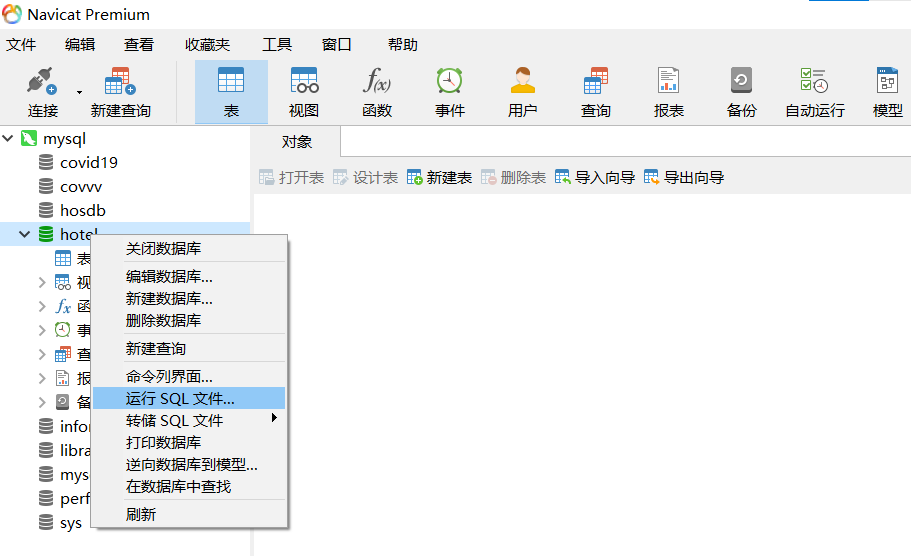 Navicat Premium
文件 编辑 查看 收藏夹 工具 窗口 帮助
连接 新建查询 表 视图 函数 事件 用户 查询 报表 备份 自动运行 模型
mysql
对象
打开表 设计表 新建表 删除表 导入向导 导出向导
covid19
covvv
hosdb
hotel
表
视
函
事
查
报
备
infor
libra
mys
perf
sys
关闭数据库
编辑数据库...
新建数据库...
删除数据库
新建查询
命令列界面...
运行 SQL 文件...
转储 SQL 文件
打印数据库
逆向数据库到模型...
在数据库中查找
刷新